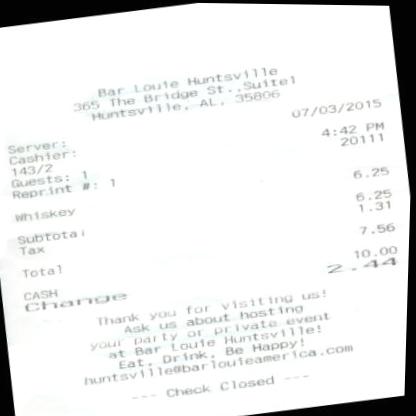 Bar Louie Huntsville
365 The Bridge St.,Suite1
Huntsville, AL, 35806
Server: 07/03/2015
Cashier: 4:42 PM
143/2 20111
Guests: 1
Reprint #: 1
Whiskey 6.25
Subtotal 6.25
Tax 1.31
Total 7.56
CASH 10.00
Change 2.44
Thank you for visiting us!
Ask us about hosting
your party or private event
at Bar Louie Huntsville!
Eat. Drink. Be Happy!
huntsville@barlouieamerica.com
--- Check Closed ---